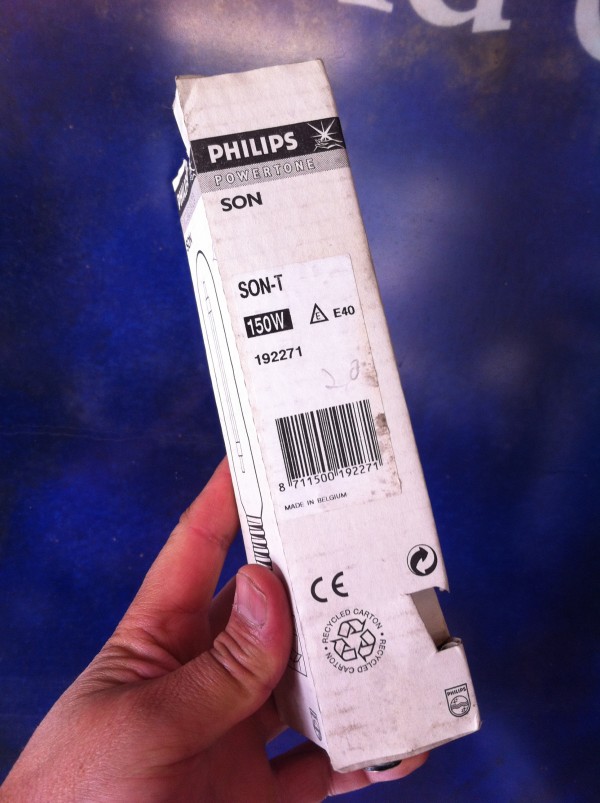 PHILIPS
POWERTONE
SON
SON-T
150W E E40
192271
8 711500 192271
MADE IN BELGIUM
CE
RECYCLED CARTON • RECYCLED CARTON •
PHILIPS